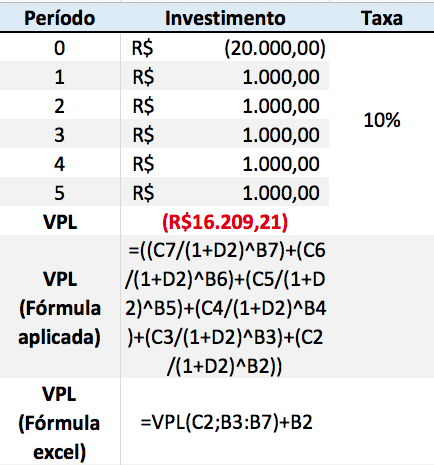 Período Investimento Taxa
0 R$ (20.000,00)
1 R$ 1.000,00
2 R$ 1.000,00
3 R$ 1.000,00
10%
4 R$ 1.000,00
5 R$ 1.000,00
VPL (R$16.209,21)
VPL
(Fórmula
aplicada)
=((C7/(1+D2)^B7)+(C6
/(1+D2)^B6)+(C5/(1+D
2)^B5)+(C4/(1+D2)^B4
)+(C3/(1+D2)^B3)+(C2
/(1+D2)^B2))
VPL
(Fórmula
excel)
=VPL(C2;B3:B7)+B2